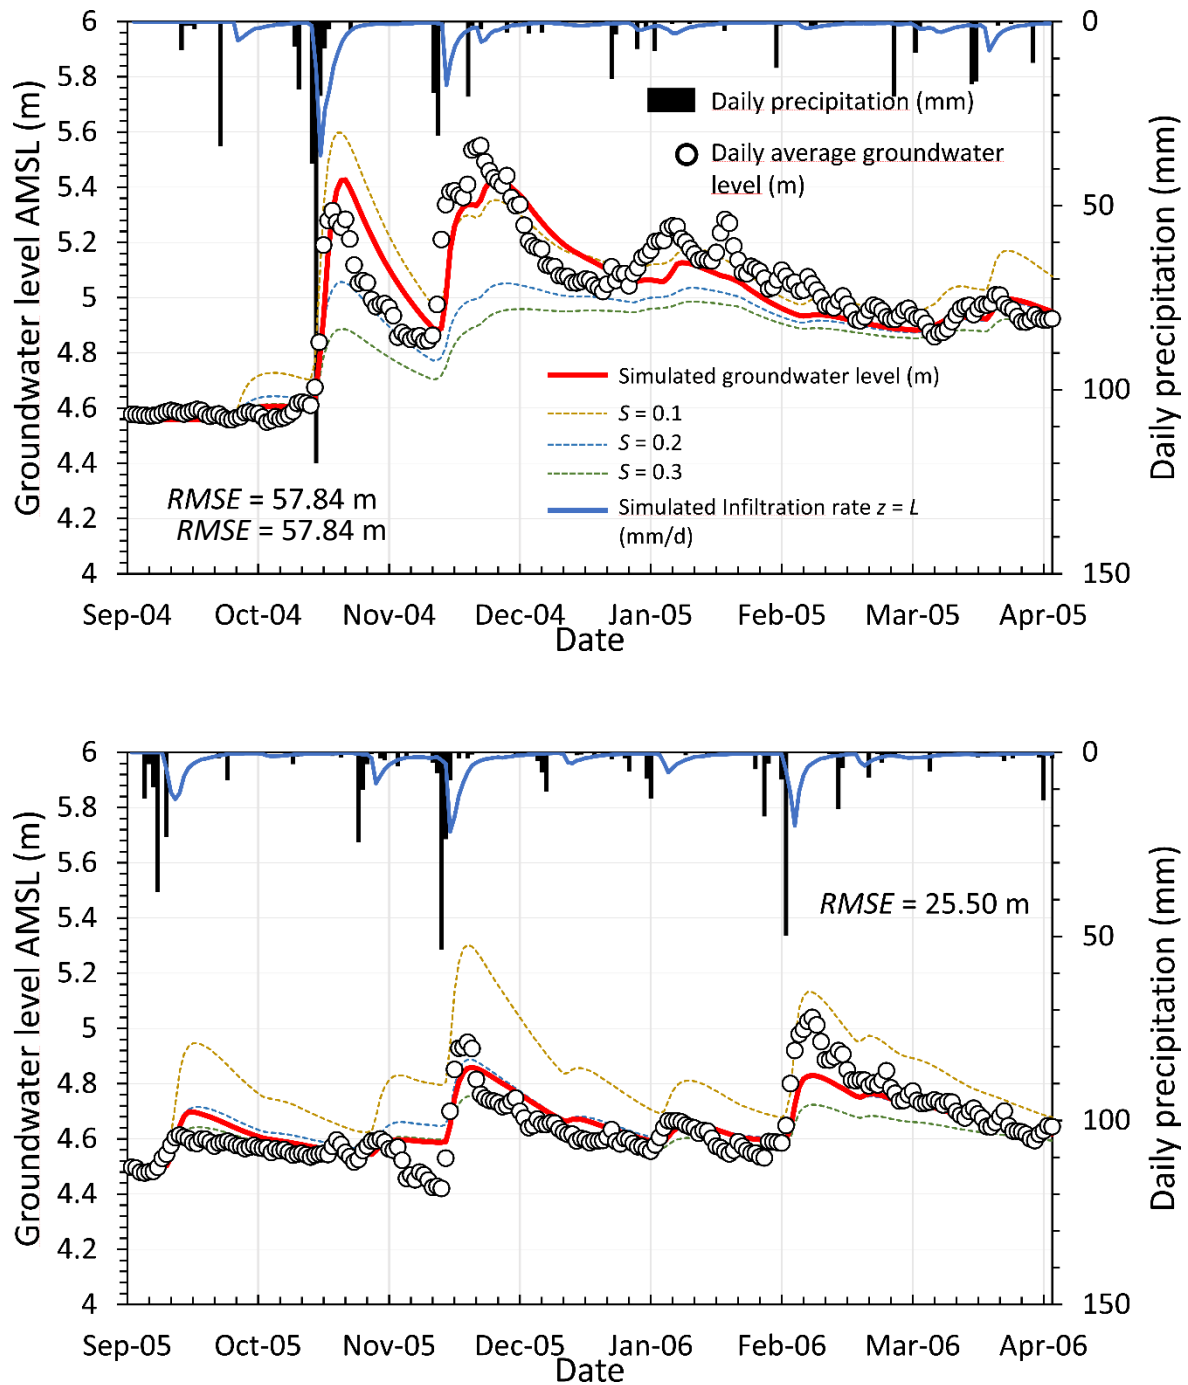 6
5.8
5.6
5.4
5.2
5
4.8
4.6
4.4
4.2
4
Groundwater level AMSL (m)
0
50
100
150
Daily precipitation (mm)
Daily precipitation (mm)
Daily average groundwater
level (m)
Simulated groundwater level (m)
S = 0.1
S = 0.2
S = 0.3
Simulated Infiltration rate z = L
(mm/d)
RMSE = 57.84 m
RMSE = 57.84 m
Sep-04 Oct-04 Nov-04 Dec-04 Jan-05 Feb-05 Mar-05 Apr-05
Date
6
5.8
5.6
5.4
5.2
5
4.8
4.6
4.4
4.2
4
Groundwater level AMSL (m)
0
50
100
150
Daily precipitation (mm)
RMSE = 25.50 m
Sep-05 Oct-05 Nov-05 Dec-05 Jan-06 Feb-06 Mar-06 Apr-06
Date